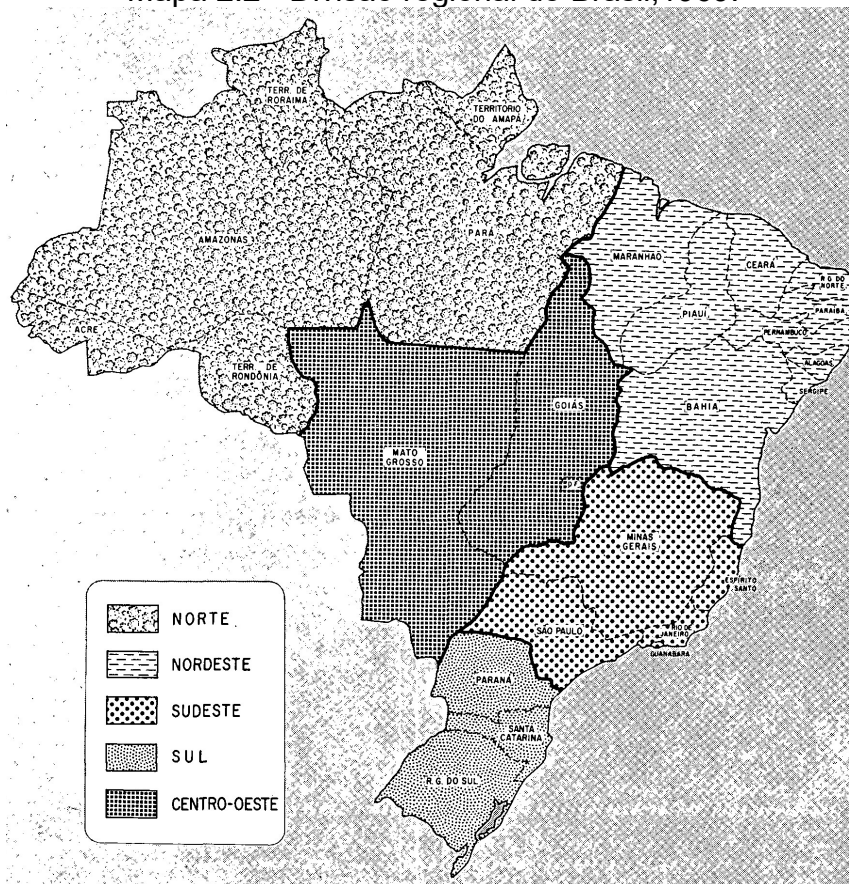 Mapa 2.2 - Divisão regional do Brasil, 1969.
TERR. DE
RORAIMA
TERRITÓRIO
DO AMAPÁ
AMAZONAS
PARÁ
MARANHÃO
CEARÁ
R.G. DO
NORTE
PARAÍBA
PIAUÍ
PERNAMBUCO
ACRE
ALAGOAS
TERR. DE
RONDÔNIA
SERGIPE
GOIÁS
BAHIA
MATO
GROSSO
MINAS
GERAIS
ESPÍRITO
SANTO
SÃO PAULO
RIO DE
JANEIRO
GUANABARA
PARANÁ
SANTA
CATARINA
R.G. DO SUL
NORTE
NORDESTE
SUDESTE
SUL
CENTRO-OESTE